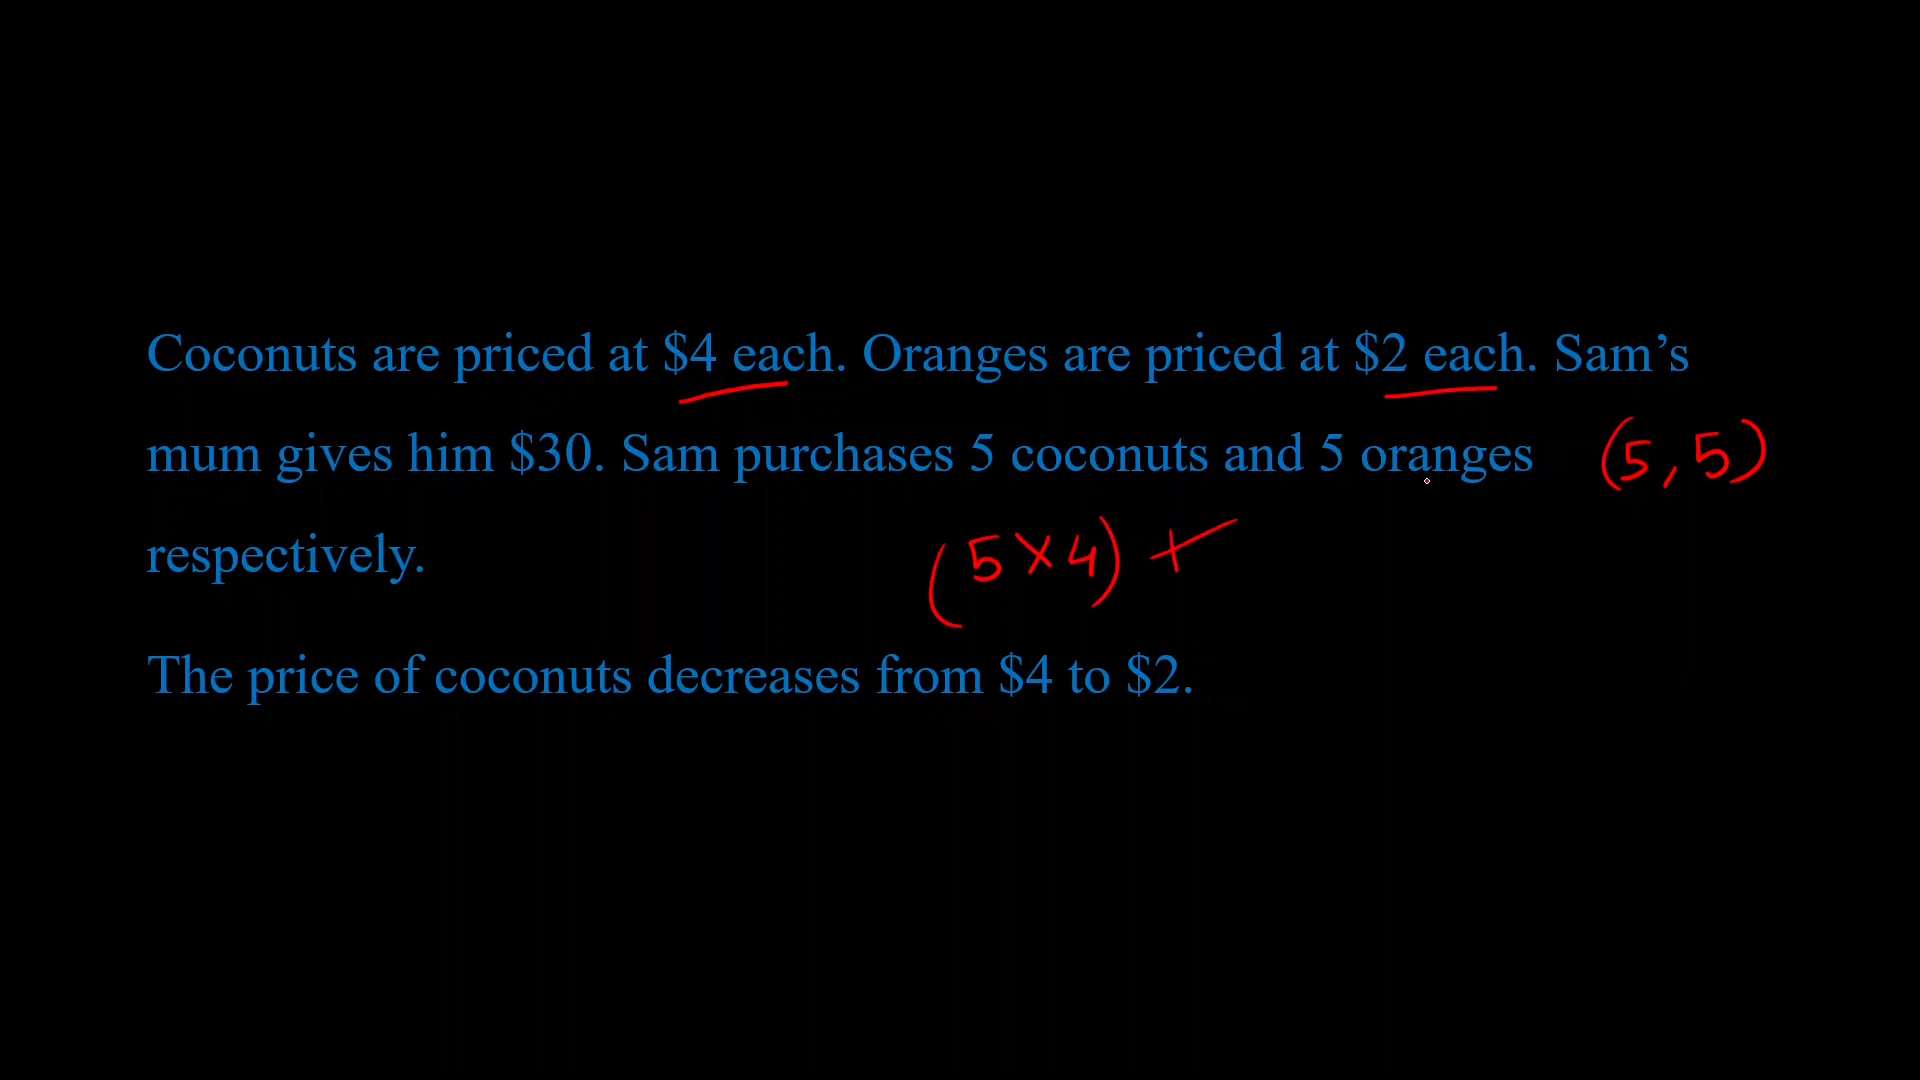 Coconuts are priced at $4 each. Oranges are priced at $2 each. Sam’s
mum gives him $30. Sam purchases 5 coconuts and 5 oranges (5,5)
respectively.
(5×4) +
The price of coconuts decreases from $4 to $2.